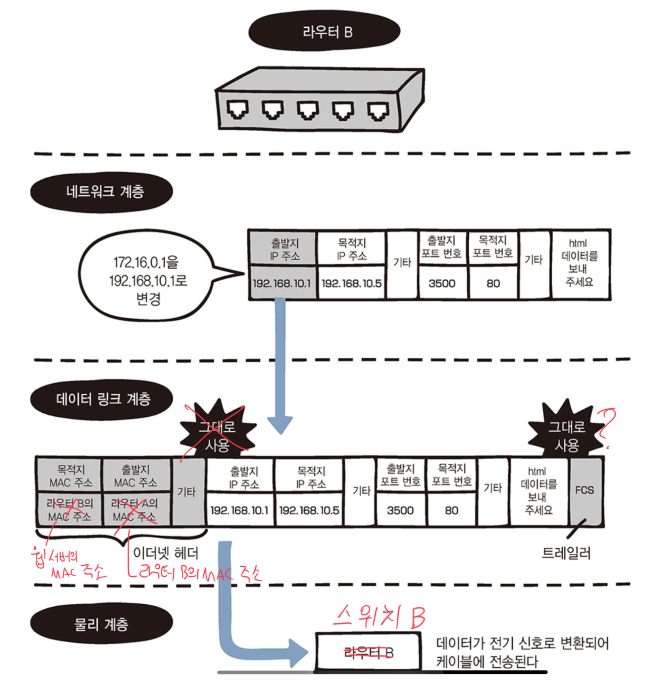 라우터 B
네트워크 계층
172.16.0.1을
192.168.10.1로
변경
출발지
IP 주소
목적지
IP 주소
기타
출발지
포트 번호
목적지
포트 번호
기타
html
데이터를
보내
주세요
192.168.10.1
192.168.10.5
3500
80
데이터 링크 계층
그대로
사용
그대로
사용
?
목적지
MAC 주소
출발지
MAC 주소
기타
출발지
IP 주소
목적지
IP 주소
기타
출발지
포트 번호
목적지
포트 번호
기타
html
데이터를
보내
주세요
FCS
라우터 B의
MAC 주소
라우터 A의
MAC 주소
192.168.10.1
192.168.10.5
3500
80
웹 서버의
MAC 주소
이더넷 헤더
라우터 B의 MAC 주소
트레일러
물리 계층
스위치 B
라우터 B
데이터가 전기 신호로 변환되어
케이블에 전송된다